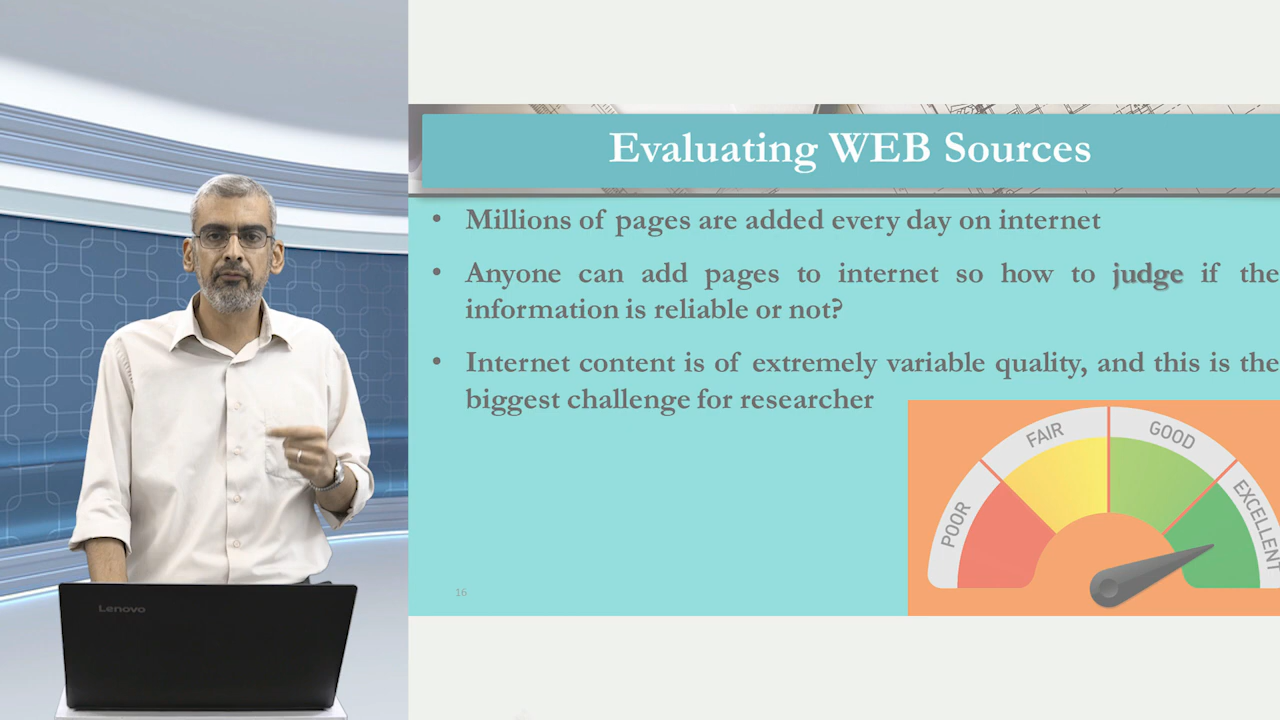 Evaluating WEB Sources
• Millions of pages are added every day on internet
• Anyone can add pages to internet so how to judge if the
information is reliable or not?
• Internet content is of extremely variable quality, and this is the
biggest challenge for researcher
POOR
FAIR
GOOD
EXCELLENT
16
Lenovo